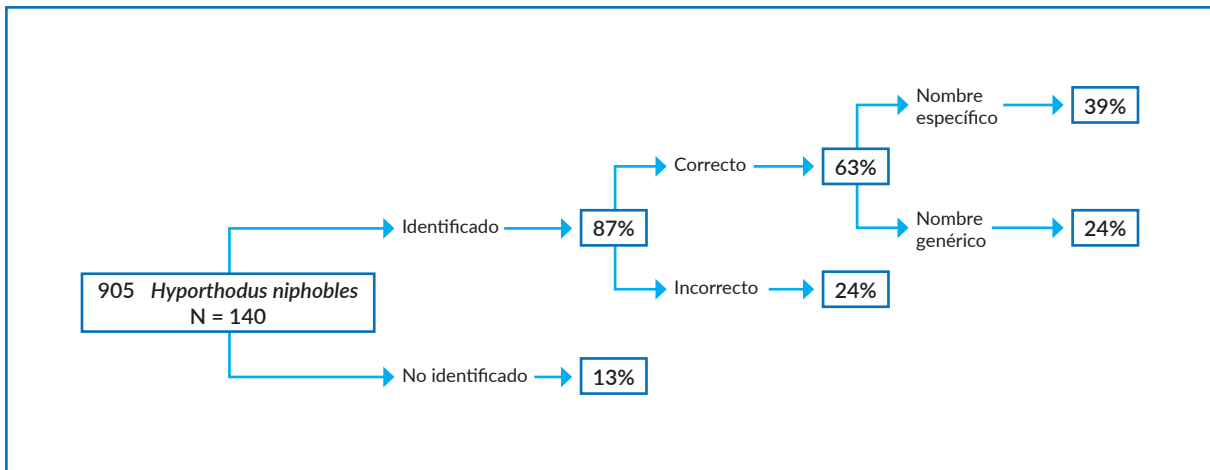 905 Hyporthodus niphobles
N = 140
Identificado
87%
Correcto
63%
Nombre
específico
39%
Nombre
genérico
24%
Incorrecto
24%
No identificado
13%